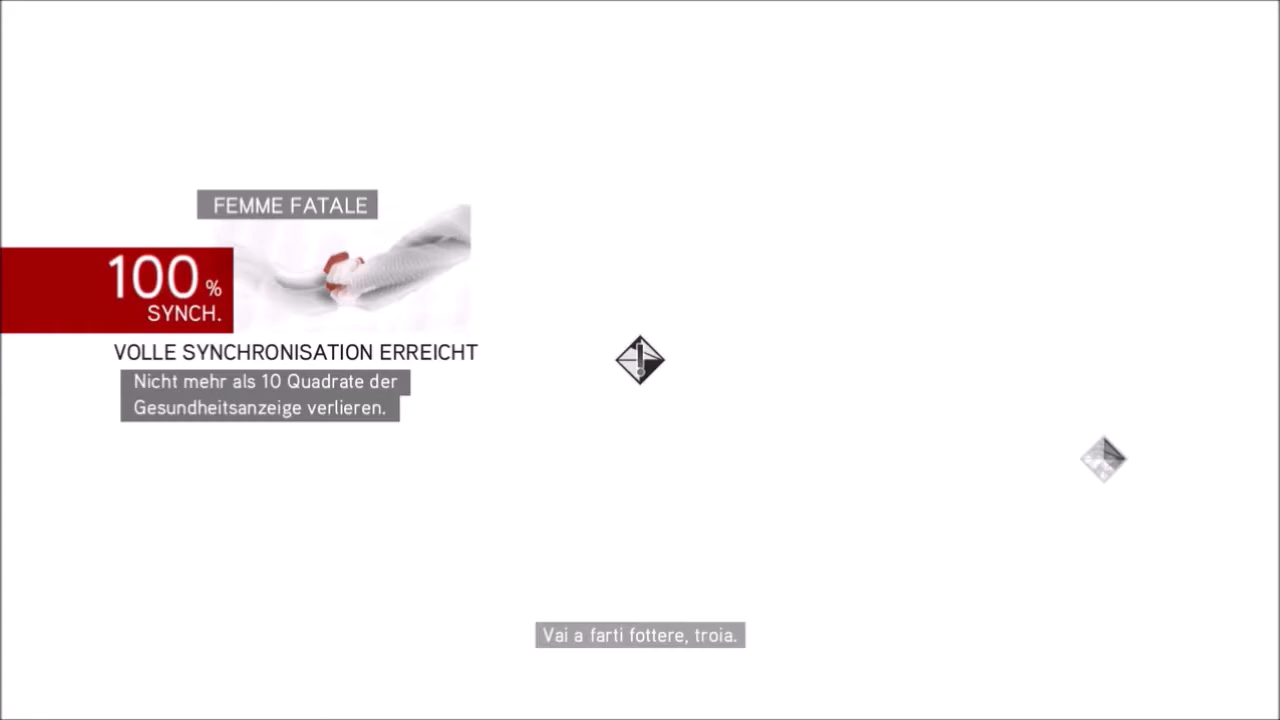 FEMME FATALE
100 %
SYNCH.
VOLLE SYNCHRONISATION ERREICHT
Nicht mehr als 10 Quadrate der
Gesundheitsanzeige verlieren.
Vai a farti fottere, troia.